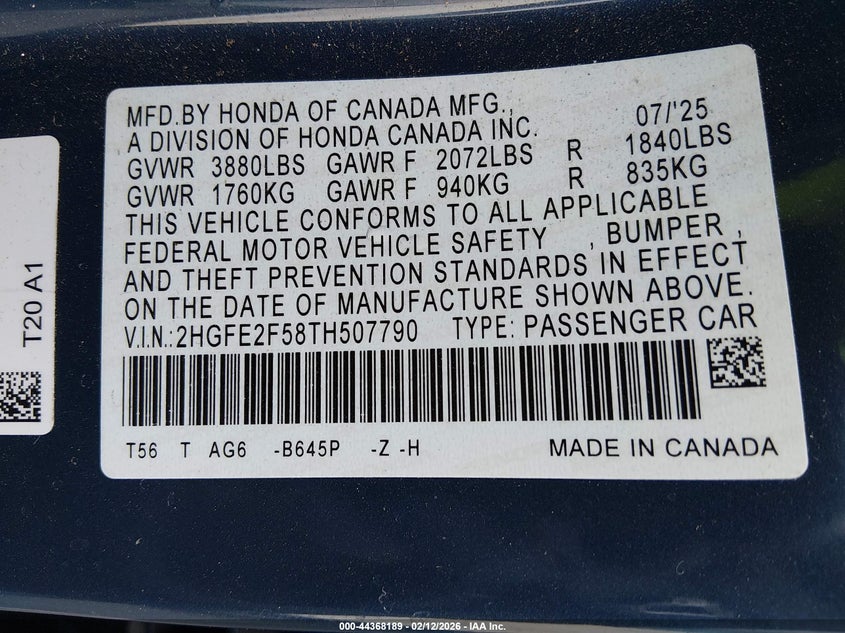 MFD.BY HONDA OF CANADA MFG., 07/'25
A DIVISION OF HONDA CANADA INC.
GVWR 3880LBS GAWR F 2072LBS R 1840LBS
GVWR 1760KG GAWR F 940KG R 835KG
THIS VEHICLE CONFORMS TO ALL APPLICABLE
FEDERAL MOTOR VEHICLE SAFETY , BUMPER ,
AND THEFT PREVENTION STANDARDS IN EFFECT
ON THE DATE OF MANUFACTURE SHOWN ABOVE.
V.I.N.:2HGFE2F58TH507790 TYPE: PASSENGER CAR
T56 T AG6 -B645P -Z -H MADE IN CANADA
T20 A1
000-44368189 - 02/12/2026 - IAA Inc.